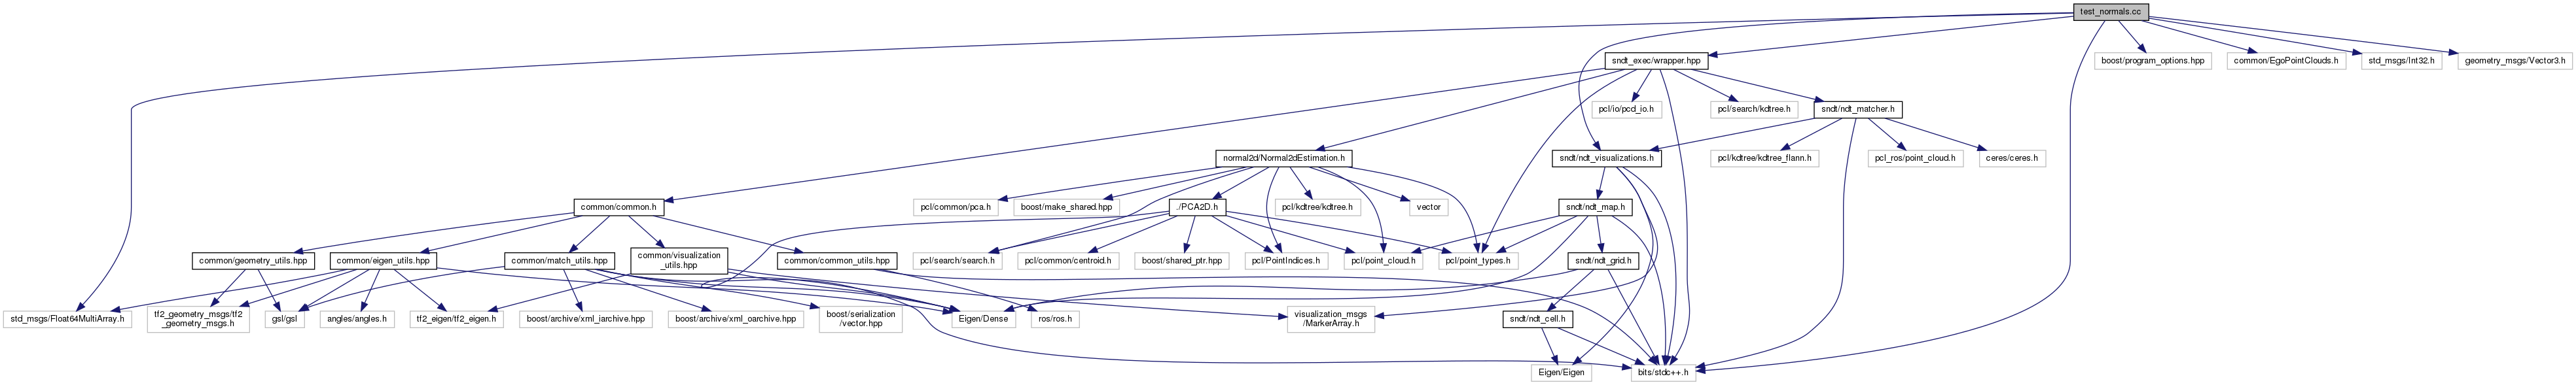 test_normals.cc
sndt_exec/wrapper.hpp
boost/program_options.hpp
common/EgoPointClouds.h
std_msgs/Int32.h
geometry_msgs/Vector3.h
pcl/io/pcd_io.h
pcl/search/kdtree.h
sndt/ndt_matcher.h
normal2d/Normal2dEstimation.h
sndt/ndt_visualizations.h
pcl/kdtree/kdtree_flann.h
pcl_ros/point_cloud.h
ceres/ceres.h
common/common.h
pcl/common/pca.h
boost/make_shared.hpp
./PCA2D.h
pcl/kdtree/kdtree.h
vector
sndt/ndt_map.h
common/geometry_utils.hpp
common/eigen_utils.hpp
common/match_utils.hpp
common/visualization
_utils.hpp
common/common_utils.hpp
pcl/search/search.h
pcl/common/centroid.h
boost/shared_ptr.hpp
pcl/PointIndices.h
pcl/point_cloud.h
pcl/point_types.h
sndt/ndt_grid.h
std_msgs/Float64MultiArray.h
tf2_geometry_msgs/tf2
_geometry_msgs.h
gsl/gsl
angles/angles.h
tf2_eigen/tf2_eigen.h
boost/archive/xml_iarchive.hpp
boost/archive/xml_oarchive.hpp
boost/serialization
/vector.hpp
Eigen/Dense
ros/ros.h
visualization_msgs
/MarkerArray.h
sndt/ndt_cell.h
Eigen/Eigen
bits/stdc++.h